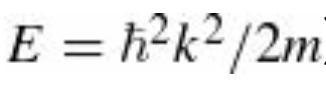 E = ħ²k²/2m